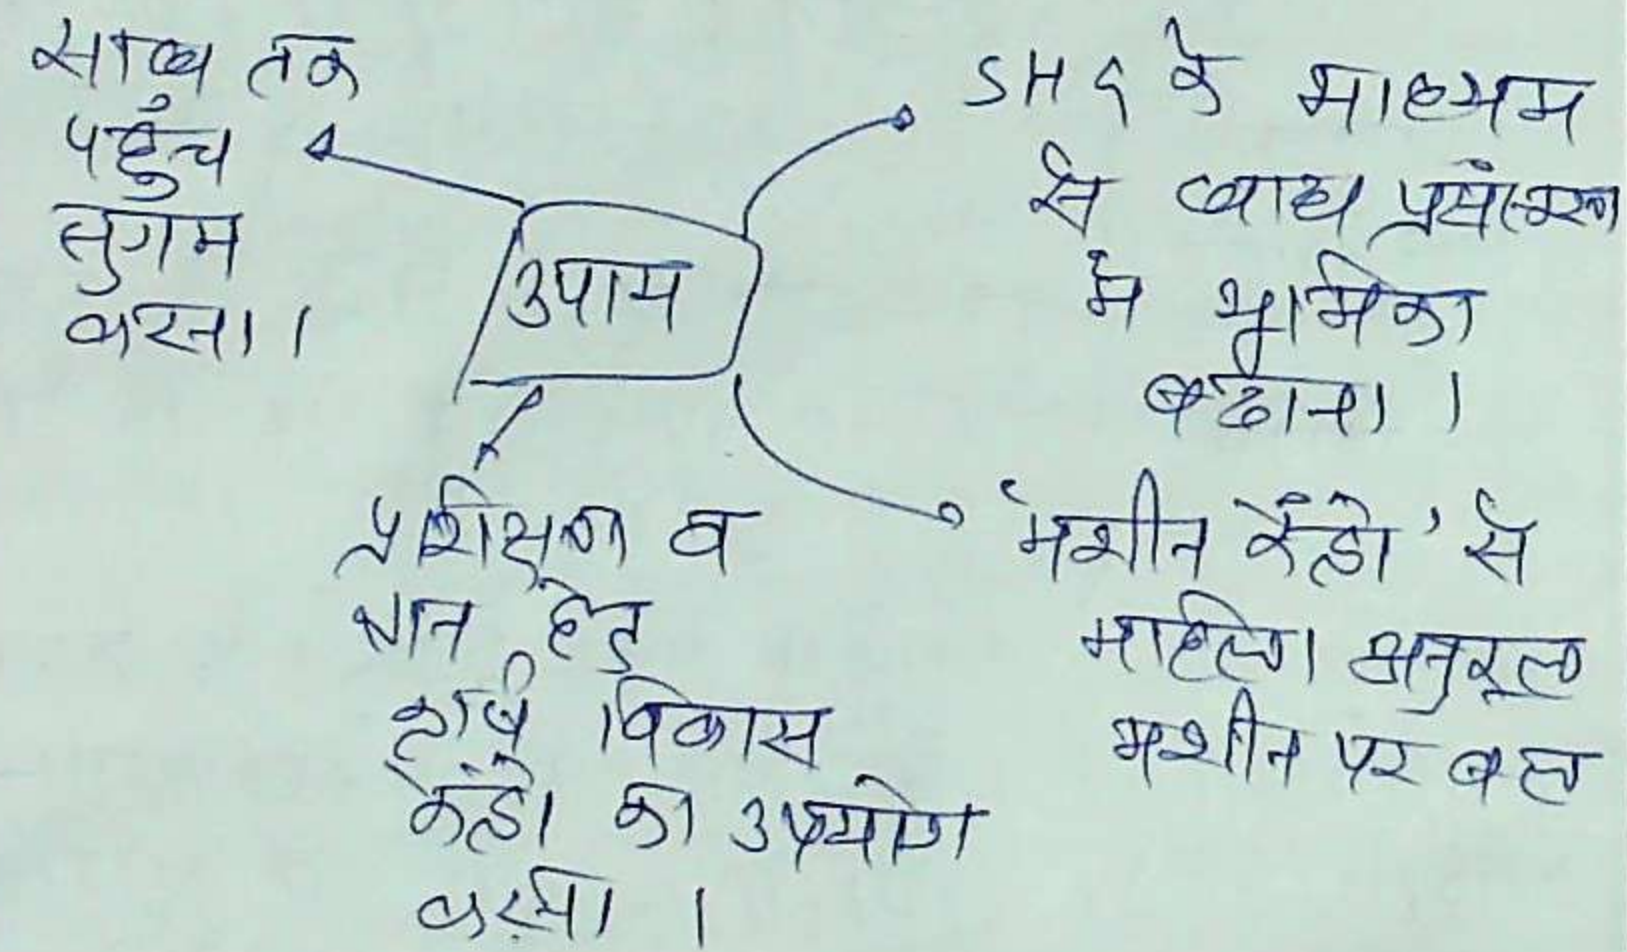 साख तक
पहुँच
सुगम
करना।
SHG के माध्यम
से खाद्य प्रसंस्करण
में भूमिका
बढाना।
उपाय
प्रशिक्षण व
ज्ञान हेतु
कृषि विकास
केंद्रों का उपयोग
करना।
'मशीन केंद्रों' से
महिला अनुकूल
मशीन पर बल